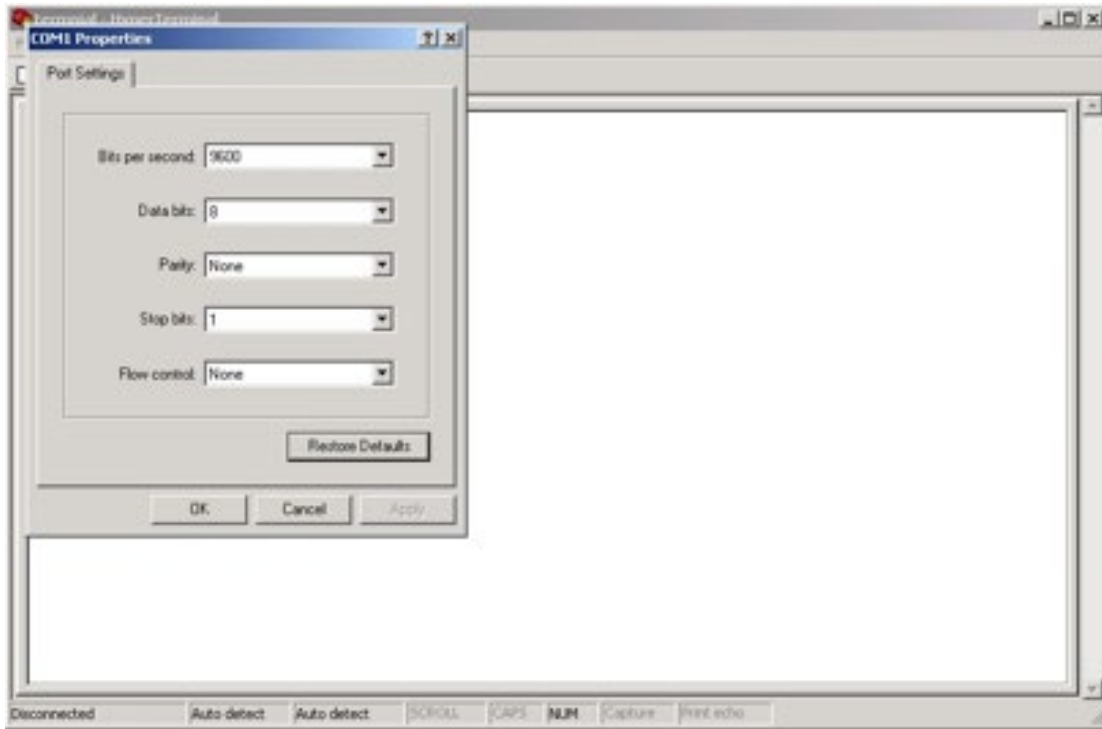 COM1 Properties
Port Settings
Bits per second: 9600
Data bits: 8
Parity: None
Stop bits: 1
Flow control: None
Restore Defaults
OK Cancel Apply
Disconnected Auto detect Auto detect SCROLL CAPS NUM Capture Print echo